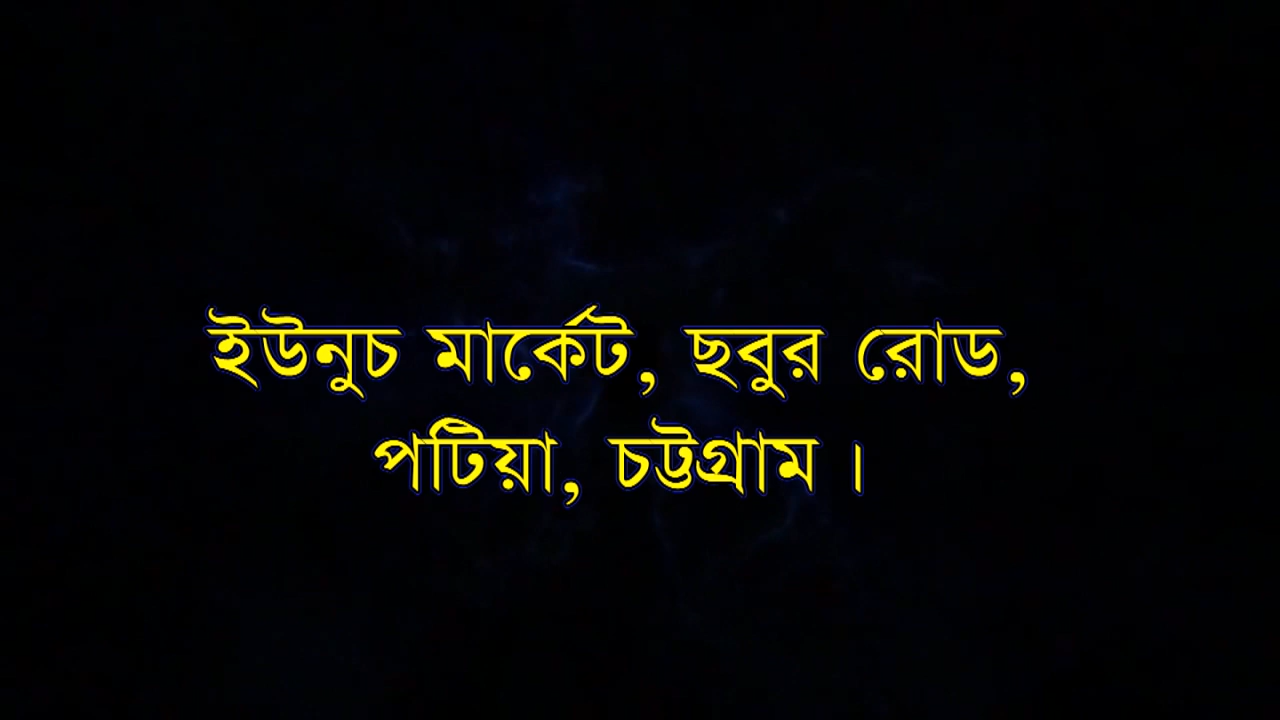 ইউনুচ মার্কেট, ছবুর রোড,
পটিয়া, চট্টগ্রাম ।